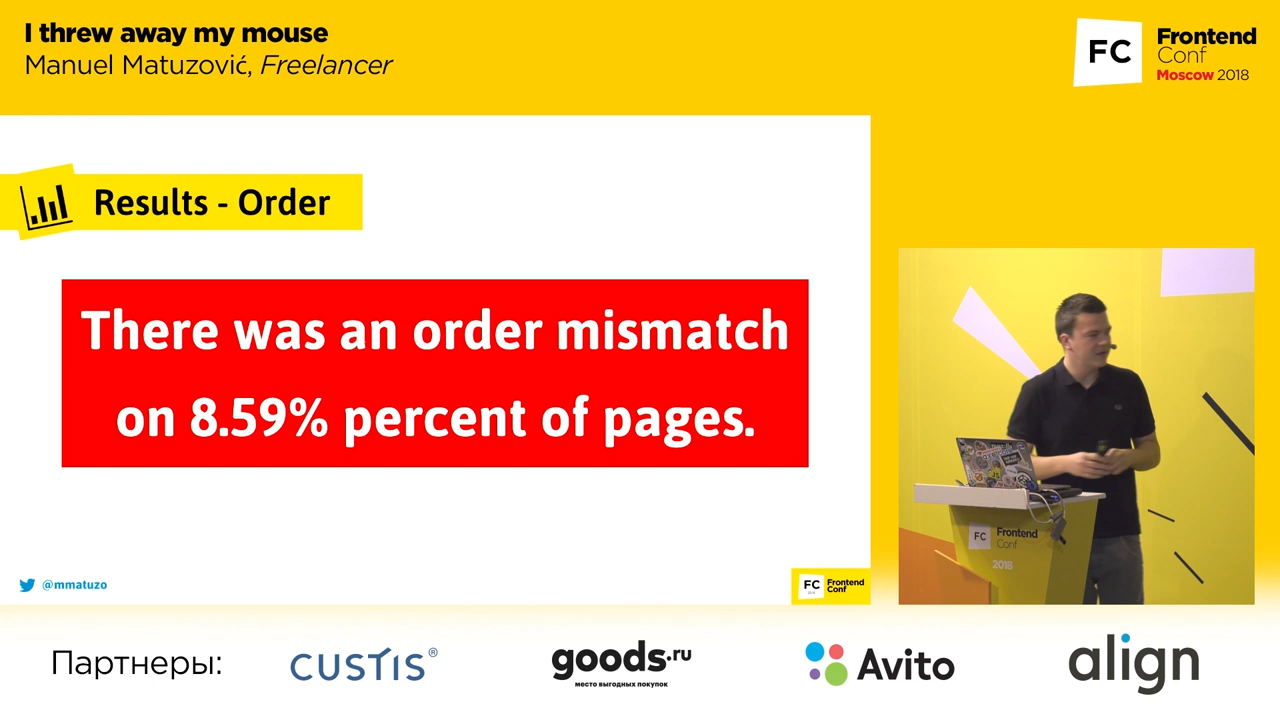 I threw away my mouse
Manuel Matuzović, Freelancer
FC
Frontend
Conf
Moscow 2018
Results - Order
There was an order mismatch
on 8.59% percent of pages.
@mmatuzo
FC
Frontend
Conf
FC
Frontend
Conf
2018
Партнеры:
CUSTIS®
goods.ru
место выгодных покупок
Avito
align